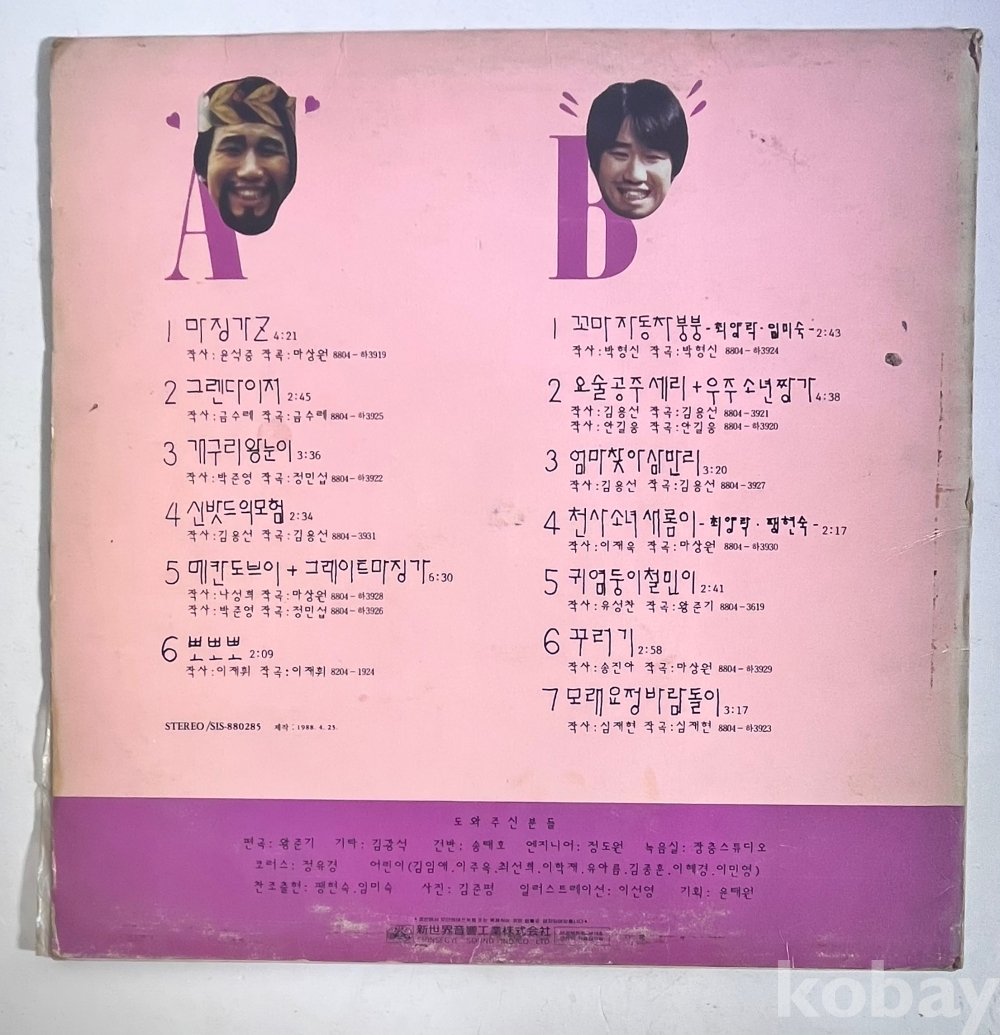 A
1 마징가Z 4:21
작사:윤석중 작곡:마상원 8804-하3919
2 그렌다이저 2:45
작사:금수레 작곡:금수레 8804-하3925
3 개구리왕눈이 3:36
작사:박준영 작곡:정민섭 8804-하3922
4 신밧드의모험 2:34
작사:김용선 작곡:김용선 8804-3931
5 메칸도브이+그레이트마징가 6:30
작사:나성희 작곡:마상원 8804-하3928
작사:박준영 작곡:정민섭 8804-하3926
6 뽀뽀뽀 2:09
작사:이재휘 작곡:이재휘 8204-1924
STEREO/SIS-880285 제작:1988. 4. 25.
B
1 꼬마자동차붕붕-최양락·임미숙-2:43
작사:박형신 작곡:박형신 8804-하3924
2 요술공주세리+우주소년짱가 4:38
작사:김용선 작곡:김용선 8804-3921
작사:안길웅 작곡:안길웅 8804-하3920
3 엄마찾아삼만리 3:20
작사:김용선 작곡:김용선 8804-3927
4 천사소녀새롬이-최양락·팽현숙-2:17
작사:이재욱 작곡:마상원 8804-하3930
5 귀염둥이철민이 2:41
작사:유성찬 작곡:왕준기 8804-3619
6 꾸러기 2:58
작사:송진아 작곡:마상원 8804-하3929
7 모래요정바람돌이 3:17
작사:심재현 작곡:심재현 8804-하3923
도와주신분들
편곡:왕준기 기타:김광석 건반:송태호 엔지니어:정도원 녹음실:장충스튜디오
코러스:정유경 어린이(김임예.이주옥.최선희.이학재.유아름.김종훈.이혜경.이민영)
찬조출현:팽현숙.임미숙 사진:김준평 일러스트레이션:이선영 기획:윤태원
新世界音響工業株式会社
SOUND IND. CO., LTD.
kobay